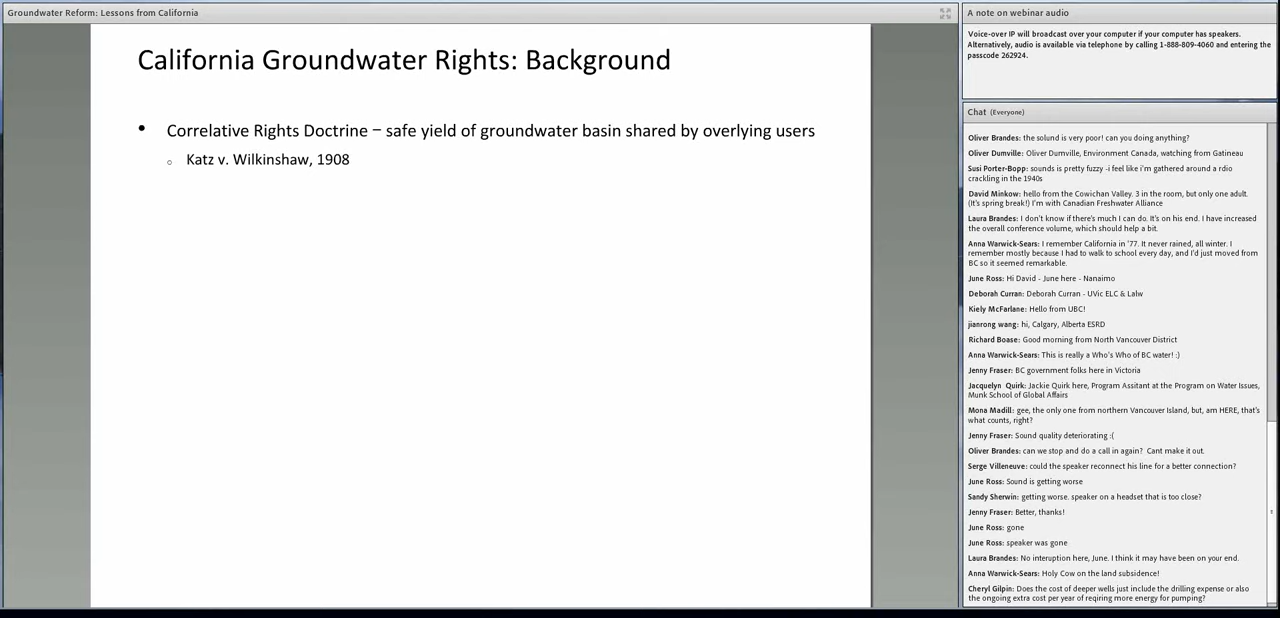 Groundwater Reform: Lessons from California
California Groundwater Rights: Background
• Correlative Rights Doctrine – safe yield of groundwater basin shared by overlying users
○ Katz v. Wilkinshaw, 1908
A note on webinar audio
Voice-over IP will broadcast over your computer if your computer has speakers.
Alternatively, audio is available via telephone by calling 1-888-809-4060 and entering the
passcode 262924.
Chat (Everyone)
Oliver Brandes: the solund is very poor! can you doing anything?
Oliver Dumville: Oliver Dumville, Environment Canada, watching from Gatineau
Susi Porter-Bopp: sounds is pretty fuzzy -i feel like i'm gathered around a rdio
crackling in the 1940s
David Minkow: hello from the Cowichan Valley. 3 in the room, but only one adult.
(It's spring break!) I'm with Canadian Freshwater Alliance
Laura Brandes: I don't know if there's much I can do. It's on his end. I have increased
the overall conference volume, which should help a bit.
Anna Warwick-Sears: I remember California in '77. It never rained, all winter. I
remember mostly because I had to walk to school every day, and I'd just moved from
BC so it seemed remarkable.
June Ross: Hi David - June here - Nanaimo
Deborah Curran: Deborah Curran - UVic ELC & Lalw
Kiely McFarlane: Hello from UBC!
jianrong wang: hi, Calgary, Alberta ESRD
Richard Boase: Good morning from North Vancouver District
Anna Warwick-Sears: This is really a Who's Who of BC water! :)
Jenny Fraser: BC government folks here in Victoria
Jacquelyn Quirk: Jackie Quirk here, Program Assitant at the Program on Water Issues,
Munk School of Global Affairs
Mona Madill: gee, the only one from northern Vancouver Island, but, am HERE, that's
what counts, right?
Jenny Fraser: Sound quality deteriorating :(
Oliver Brandes: can we stop and do a call in again? Cant make it out.
Serge Villeneuve: could the speaker reconnect his line for a better connection?
June Ross: Sound is getting worse
Sandy Sherwin: getting worse. speaker on a headset that is too close?
Jenny Fraser: Better, thanks!
June Ross: gone
June Ross: speaker was gone
Laura Brandes: No interuption here, June. I think it may have been on your end.
Anna Warwick-Sears: Holy Cow on the land subsidence!
Cheryl Gilpin: Does the cost of deeper wells just include the drilling expense or also
the ongoing extra cost per year of reqiring more energy for pumping?